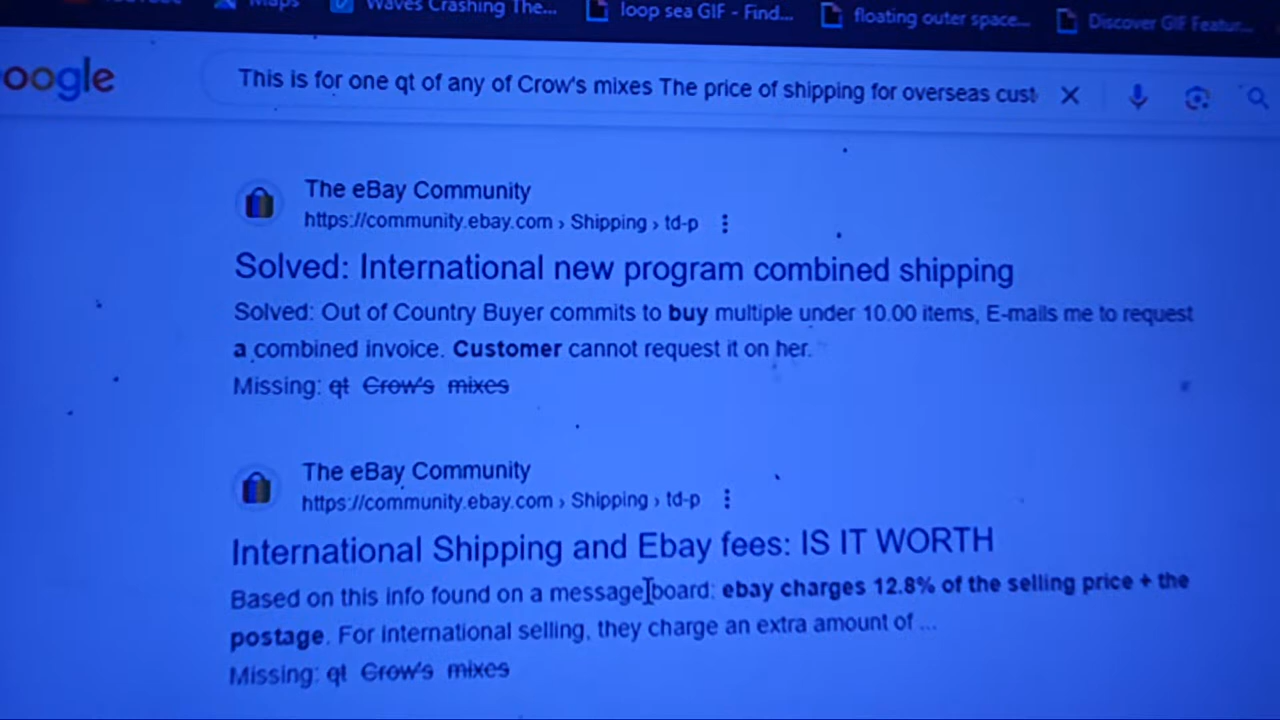 Maps
Waves Crashing The...
loop sea GIF - Find...
floating outer space...
Discover GIF Featur...
oogle
This is for one qt of any of Crow's mixes The price of shipping for overseas cust
The eBay Community
https://community.ebay.com › Shipping › td-p
Solved: International new program combined shipping
Solved: Out of Country Buyer commits to buy multiple under 10.00 items, E-mails me to request
a combined invoice. Customer cannot request it on her.
Missing: qt Crow's mixes
The eBay Community
https://community.ebay.com › Shipping › td-p
International Shipping and Ebay fees: IS IT WORTH
Based on this info found on a message board: ebay charges 12.8% of the selling price + the
postage. For International selling, they charge an extra amount of ...
Missing: qt Crow's mixes